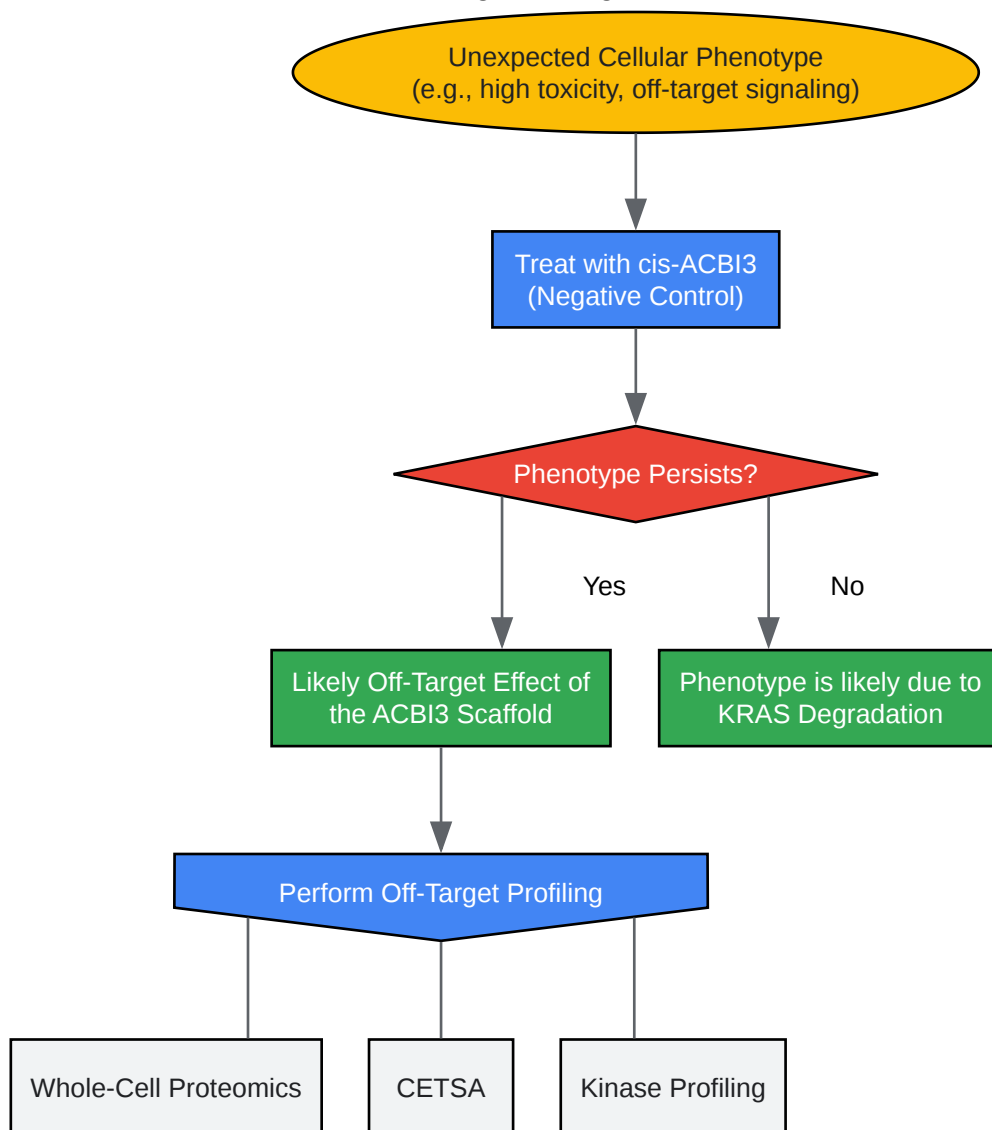 Unexpected Cellular Phenotype
(e.g., high toxicity, off-target signaling)
Treat with cis-ACBI3
(Negative Control)
Phenotype Persists?
Yes
No
Likely Off-Target Effect of
the ACBI3 Scaffold
Phenotype is likely due to
KRAS Degradation
Perform Off-Target Profiling
Whole-Cell Proteomics
CETSA
Kinase Profiling